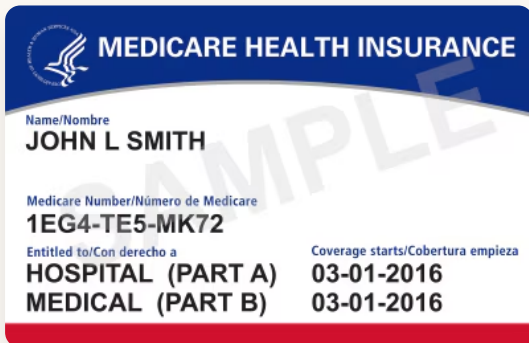 MEDICARE HEALTH INSURANCE
SAMPLE
Name/Nombre
JOHN L SMITH
Medicare Number/Número de Medicare
1EG4-TE5-MK72
Entitled to/Con derecho a Coverage starts/Cobertura empieza
HOSPITAL (PART A) 03-01-2016
MEDICAL (PART B) 03-01-2016